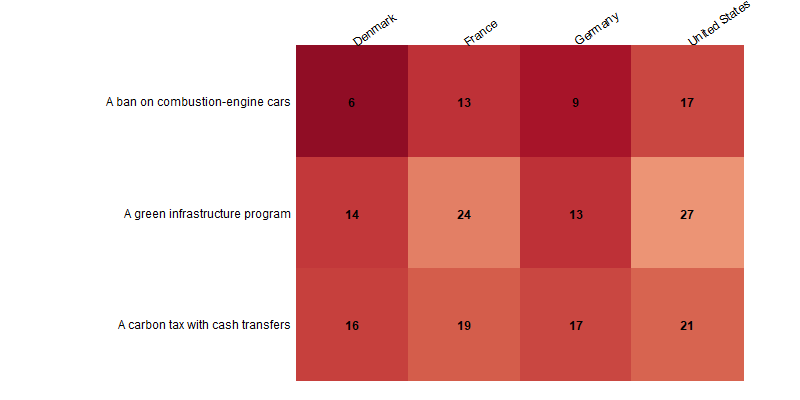 Denmark France Germany United States
A ban on combustion-engine cars 6 13 9 17
A green infrastructure program 14 24 13 27
A carbon tax with cash transfers 16 19 17 21